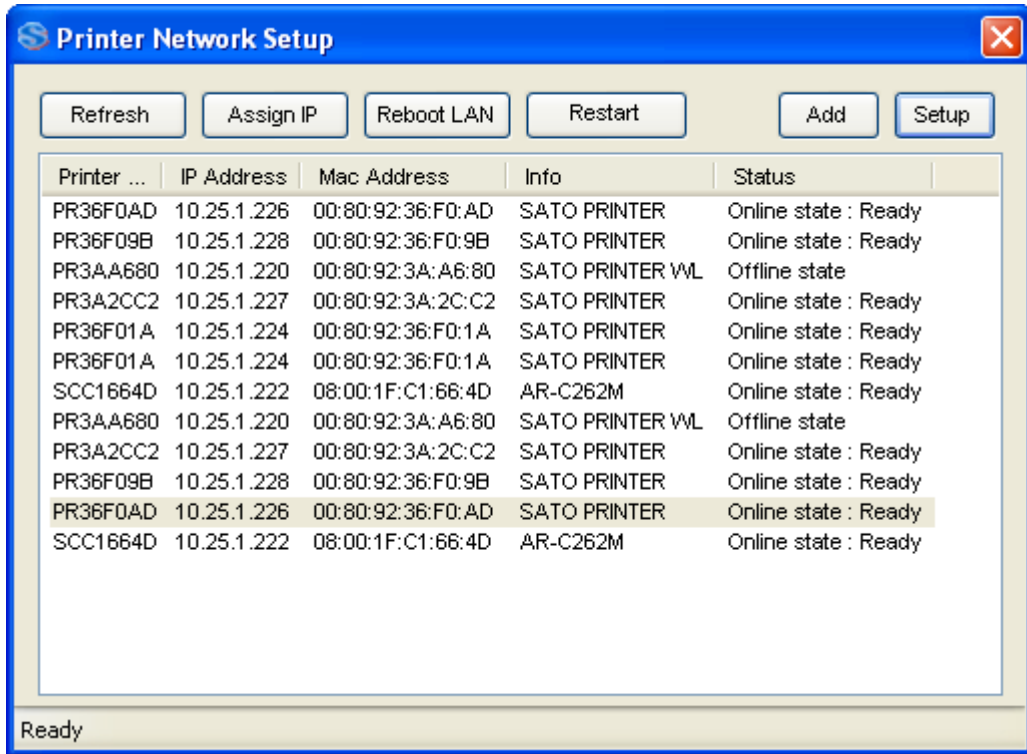 Printer Network Setup
Refresh Assign IP Reboot LAN Restart Add Setup
Printer ... IP Address Mac Address Info Status
PR36F0AD 10.25.1.226 00:80:92:36:F0:AD SATO PRINTER Online state : Ready
PR36F09B 10.25.1.228 00:80:92:36:F0:9B SATO PRINTER Online state : Ready
PR3AA680 10.25.1.220 00:80:92:3A:A6:80 SATO PRINTER WL Offline state
PR3A2CC2 10.25.1.227 00:80:92:3A:2C:C2 SATO PRINTER Online state : Ready
PR36F01A 10.25.1.224 00:80:92:36:F0:1A SATO PRINTER Online state : Ready
PR36F01A 10.25.1.224 00:80:92:36:F0:1A SATO PRINTER Online state : Ready
SCC1664D 10.25.1.222 08:00:1F:C1:66:4D AR-C262M Online state : Ready
PR3AA680 10.25.1.220 00:80:92:3A:A6:80 SATO PRINTER WL Offline state
PR3A2CC2 10.25.1.227 00:80:92:3A:2C:C2 SATO PRINTER Online state : Ready
PR36F09B 10.25.1.228 00:80:92:36:F0:9B SATO PRINTER Online state : Ready
PR36F0AD 10.25.1.226 00:80:92:36:F0:AD SATO PRINTER Online state : Ready
SCC1664D 10.25.1.222 08:00:1F:C1:66:4D AR-C262M Online state : Ready
Ready